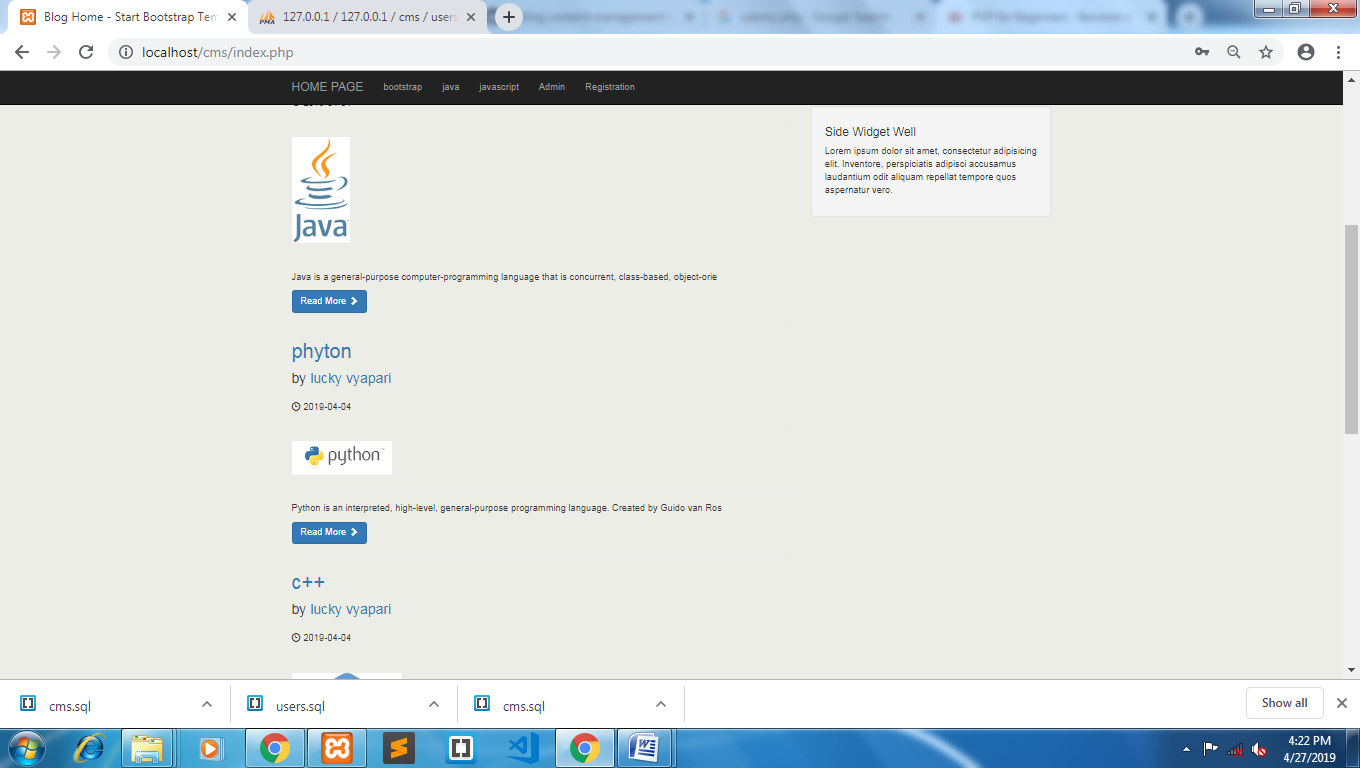 Blog Home - Start Bootstrap Tem
127.0.0.1 / 127.0.0.1 / cms / users
localhost/cms/index.php
HOME PAGE bootstrap java javascript Admin Registration
Java
Java is a general-purpose computer-programming language that is concurrent, class-based, object-orie
Read More
phyton
by lucky vyapari
2019-04-04
python
Python is an interpreted, high-level, general-purpose programming language. Created by Guido van Ros
Read More
c++
by lucky vyapari
2019-04-04
Side Widget Well
Lorem ipsum dolor sit amet, consectetur adipisicing
elit. Inventore, perspiciatis adipisci accusamus
laudantium odit aliquam repellat tempore quos
aspernatur vero.
cms.sql
users.sql
cms.sql
Show all
4:22 PM
4/27/2019